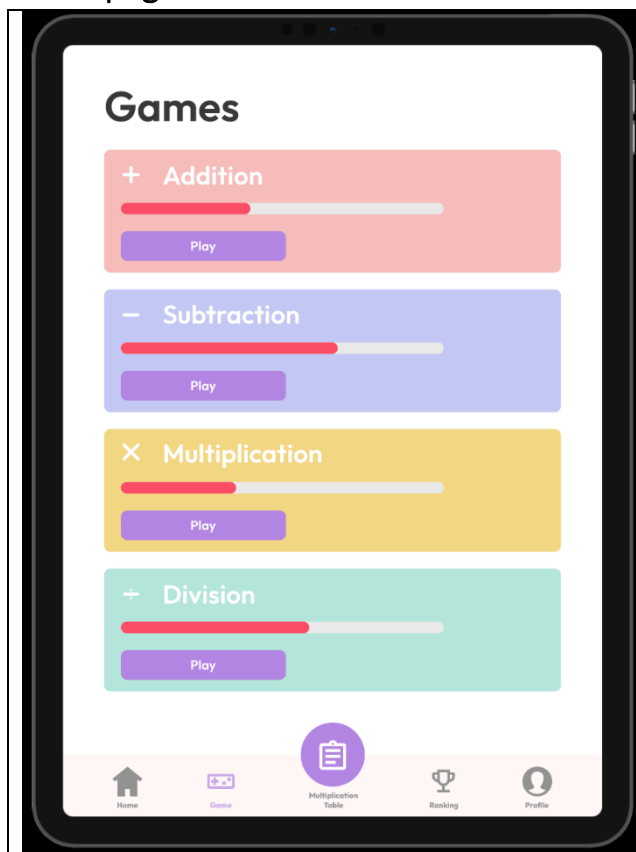 Games
+ Addition
Play
− Subtraction
Play
× Multiplication
Play
÷ Division
Play
Home
Game
Multiplication
Table
Ranking
Profile